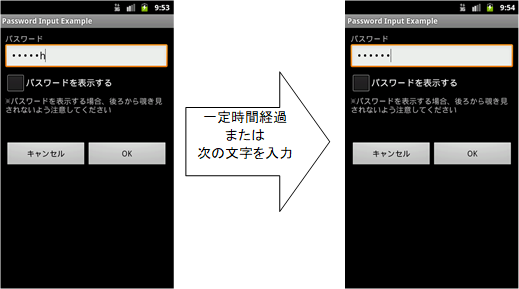 9:53
Password Input Example
パスワード
•••••h
パスワードを表示する
※パスワードを表示する場合、後ろから覗き見
されないよう注意してください
キャンセル
OK
一定時間経過
または
次の文字を入力
9:54
Password Input Example
パスワード
••••••
パスワードを表示する
※パスワードを表示する場合、後ろから覗き見
されないよう注意してください
キャンセル
OK